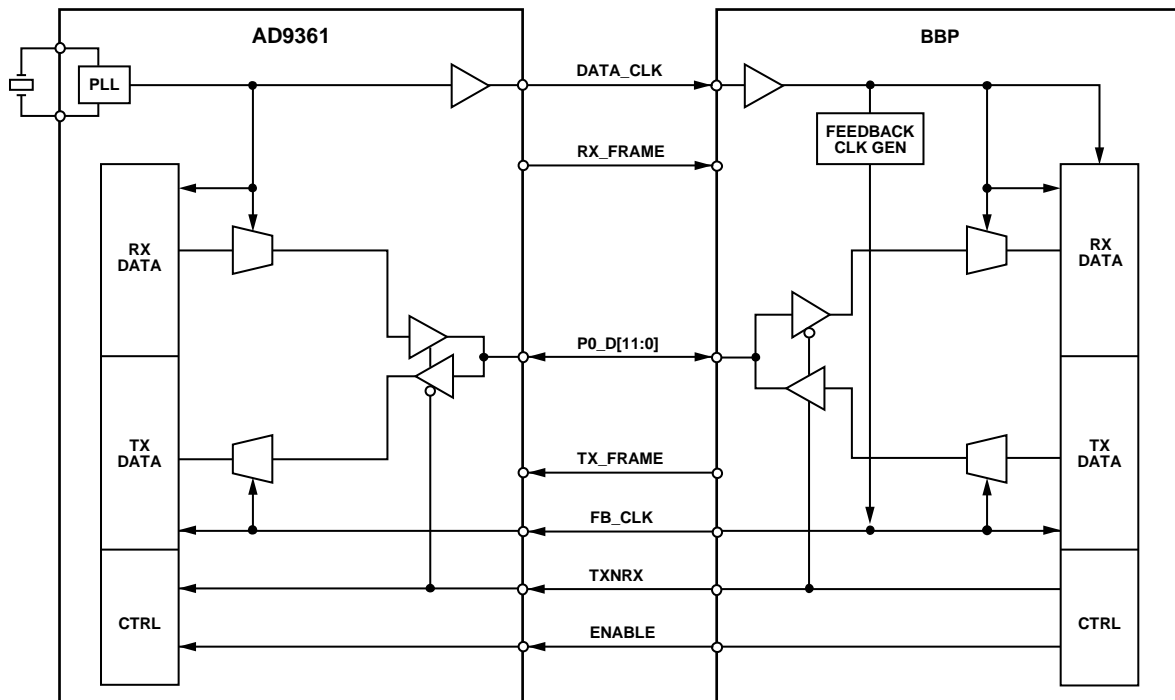 AD9361
BBP
PLL
DATA_CLK
FEEDBACK
CLK GEN
RX_FRAME
RX
DATA
RX
DATA
P0_D[11:0]
TX
DATA
TX
DATA
TX_FRAME
FB_CLK
TXNRX
CTRL
CTRL
ENABLE